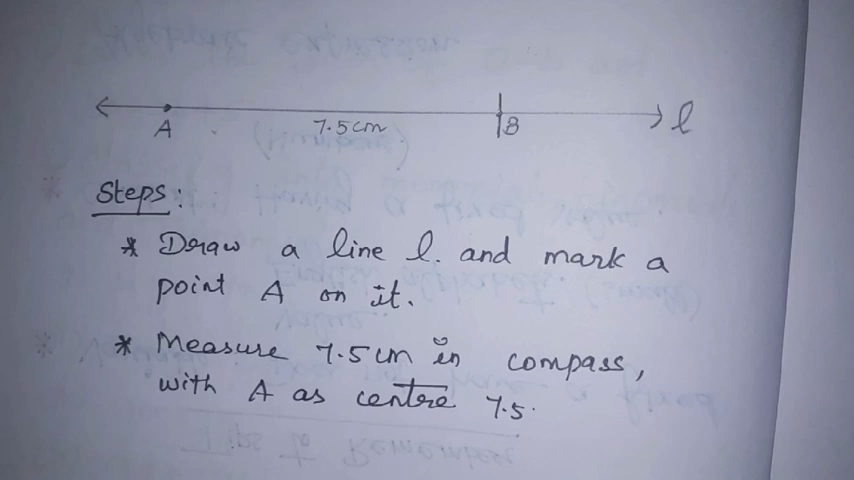 A 7.5cm B l
Steps:
* Draw a line l. and mark a
point A on it.
* Measure 7.5cm in compass,
with A as centre 7.5.